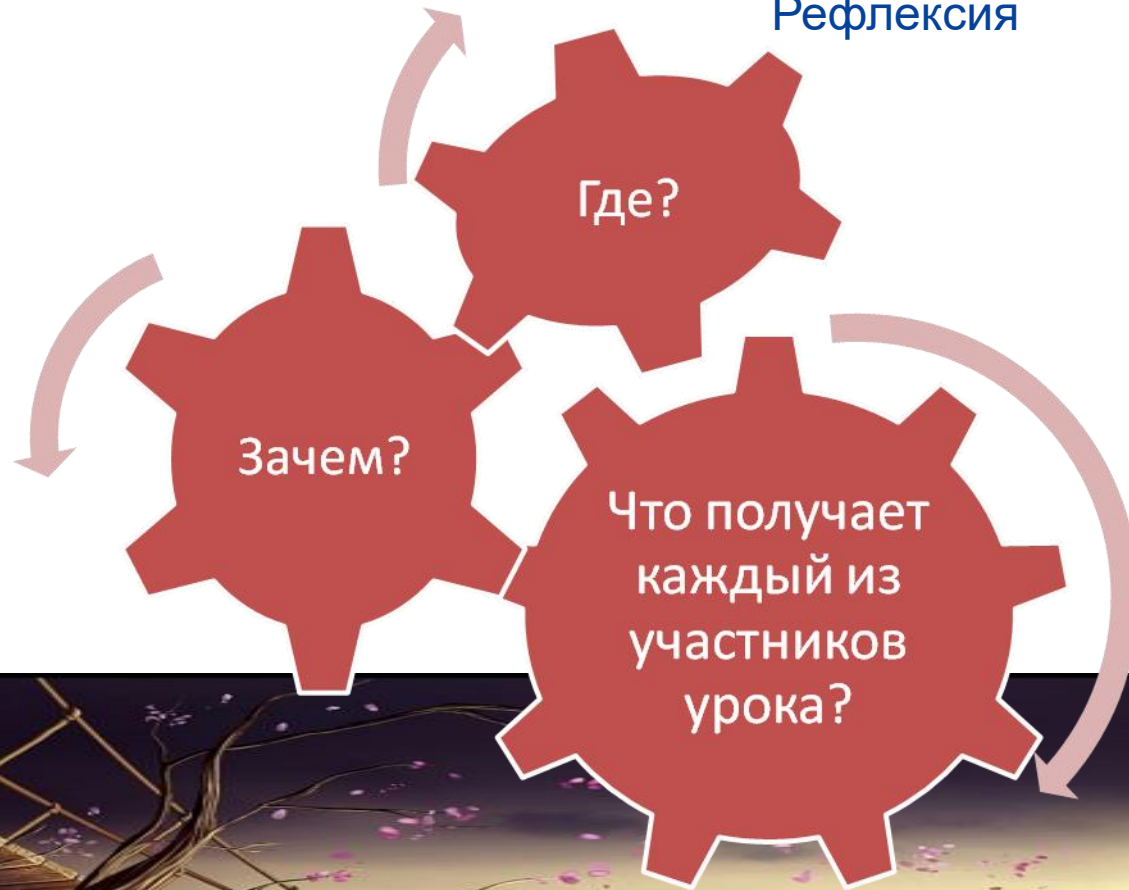 Рефлексия
Где?
Зачем?
Что получает
каждый из
участников
урока?